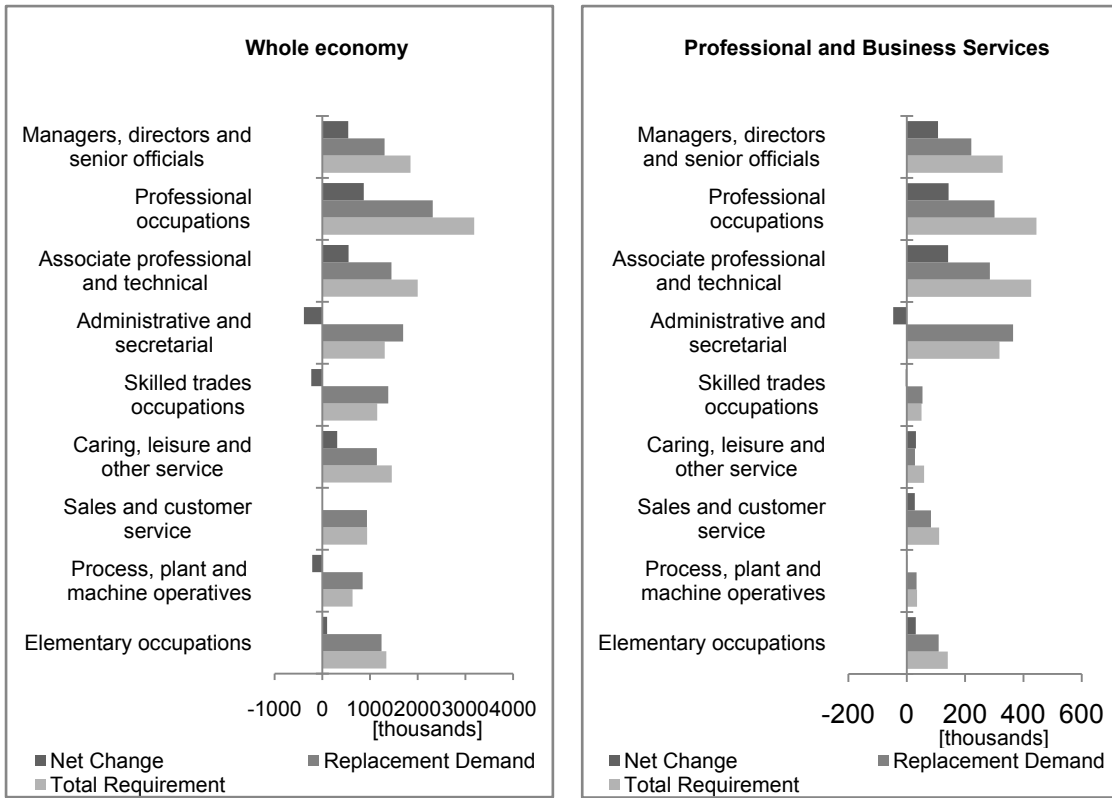 Whole economy
Managers, directors and
senior officials
Professional
occupations
Associate professional
and technical
Administrative and
secretarial
Skilled trades
occupations
Caring, leisure and
other service
Sales and customer
service
Process, plant and
machine operatives
Elementary occupations
-1000 0 1000 2000 3000 4000
[thousands]
Net Change Replacement Demand
Total Requirement
Professional and Business Services
Managers, directors
and senior officials
Professional
occupations
Associate professional
and technical
Administrative and
secretarial
Skilled trades
occupations
Caring, leisure and
other service
Sales and customer
service
Process, plant and
machine operatives
Elementary occupations
-200 0 200 400 600
[thousands]
Net Change Replacement Demand
Total Requirement